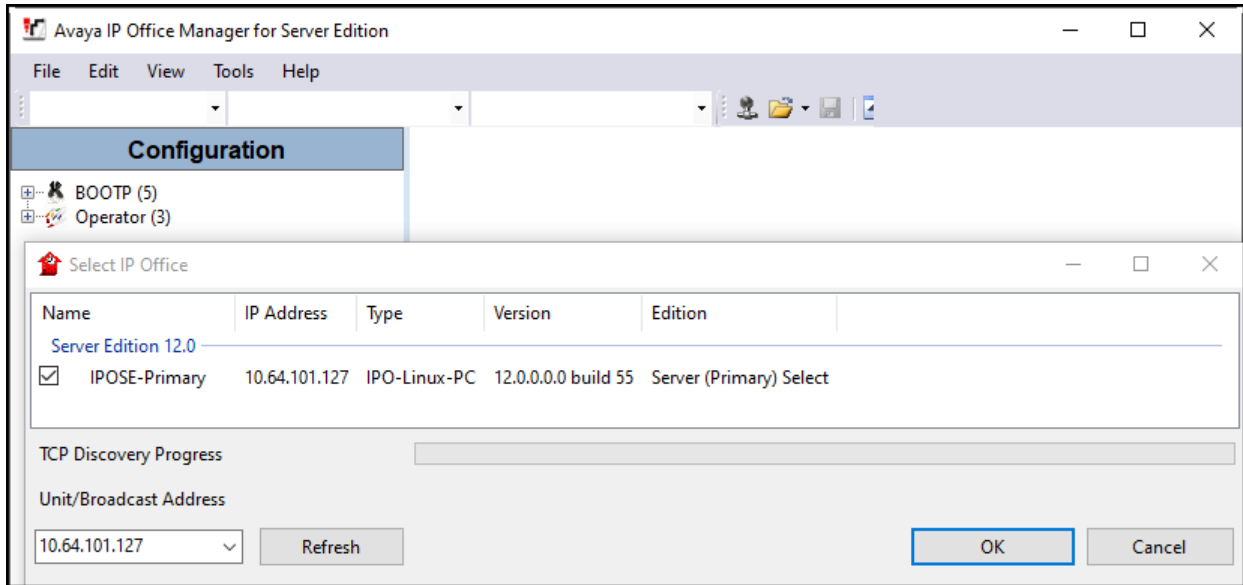 Avaya IP Office Manager for Server Edition
File Edit View Tools Help
Configuration
BOOTP (5)
Operator (3)
Select IP Office
Name IP Address Type Version Edition
Server Edition 12.0
IPOSE-Primary 10.64.101.127 IPO-Linux-PC 12.0.0.0.0 build 55 Server (Primary) Select
TCP Discovery Progress
Unit/Broadcast Address
10.64.101.127 Refresh OK Cancel